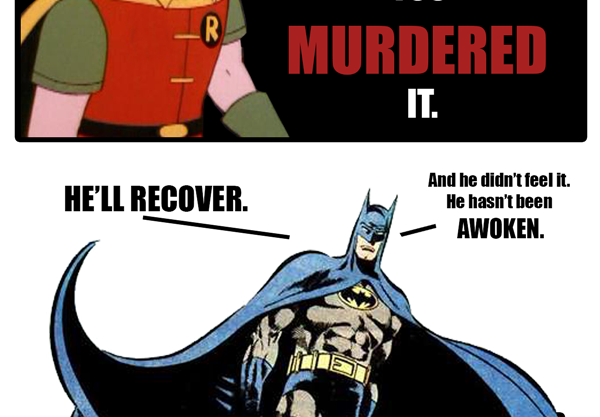 R
MURDERED
IT.
HE'LL RECOVER.
And he didn't feel it.
He hasn't been
AWOKEN.